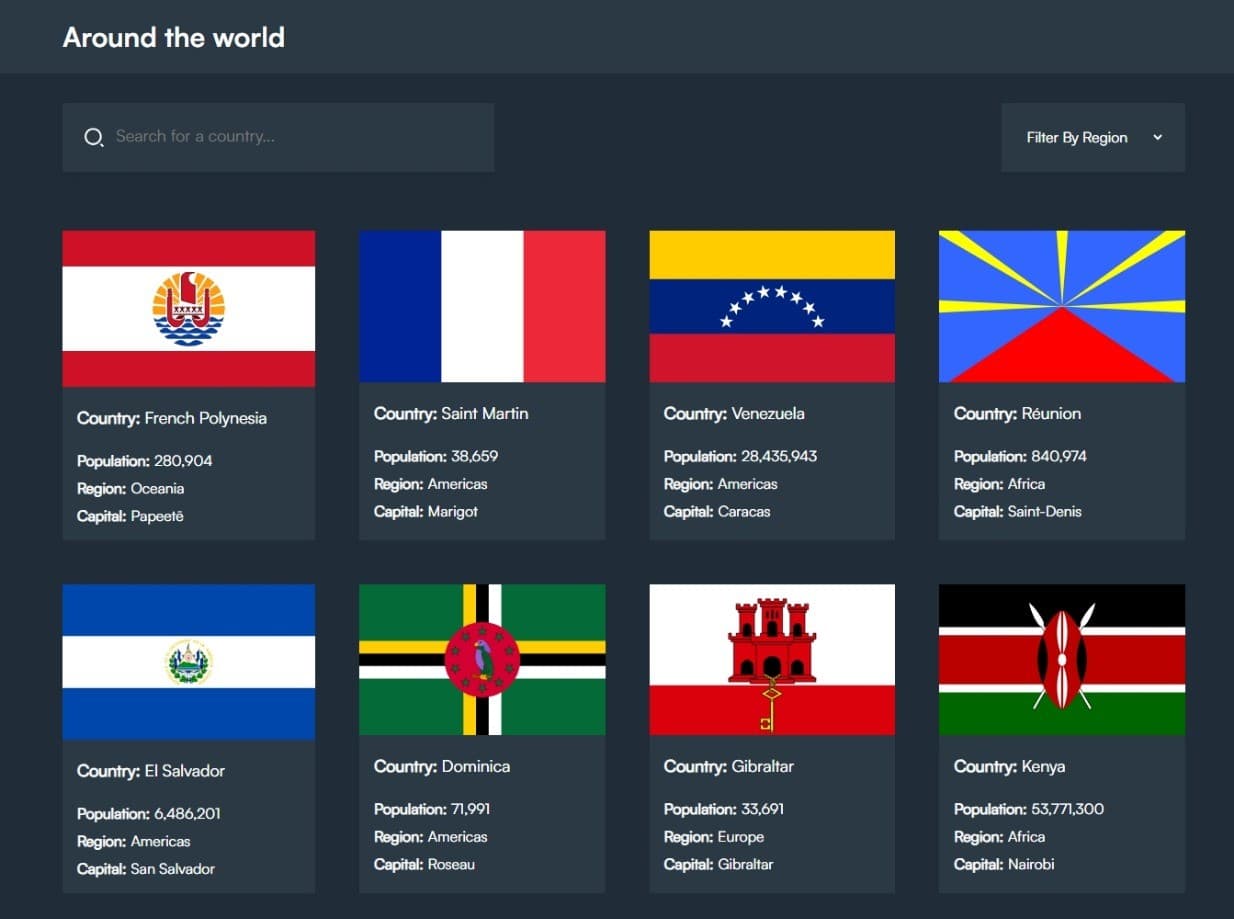 Around the world
Search for a country...
Filter By Region
Country: French Polynesia
Population: 280,904
Region: Oceania
Capital: Papeetē
Country: Saint Martin
Population: 38,659
Region: Americas
Capital: Marigot
Country: Venezuela
Population: 28,435,943
Region: Americas
Capital: Caracas
Country: Réunion
Population: 840,974
Region: Africa
Capital: Saint-Denis
Country: El Salvador
Population: 6,486,201
Region: Americas
Capital: San Salvador
Country: Dominica
Population: 71,991
Region: Americas
Capital: Roseau
Country: Gibraltar
Population: 33,691
Region: Europe
Capital: Gibraltar
Country: Kenya
Population: 53,771,300
Region: Africa
Capital: Nairobi